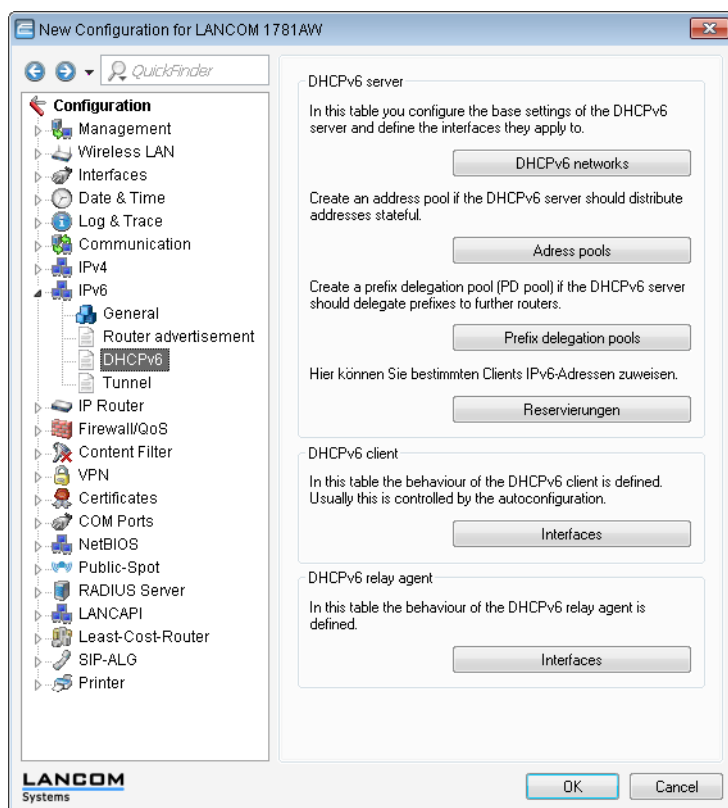 New Configuration for LANCOM 1781AW
QuickFinder
Configuration
Management
Wireless LAN
Interfaces
Date & Time
Log & Trace
Communication
IPv4
IPv6
General
Router advertisement
DHCPv6
Tunnel
IP Router
Firewall/QoS
Content Filter
VPN
Certificates
COM Ports
NetBIOS
Public-Spot
RADIUS Server
LANCAPI
Least-Cost-Router
SIP-ALG
Printer
DHCPv6 server
In this table you configure the base settings of the DHCPv6
server and define the interfaces they apply to.
DHCPv6 networks
Create an address pool if the DHCPv6 server should distribute
addresses stateful.
Adress pools
Create a prefix delegation pool (PD pool) if the DHCPv6 server
should delegate prefixes to further routers.
Prefix delegation pools
Hier können Sie bestimmten Clients IPv6-Adressen zuweisen.
Reservierungen
DHCPv6 client
In this table the behaviour of the DHCPv6 client is defined.
Usually this is controlled by the autoconfiguration.
Interfaces
DHCPv6 relay agent
In this table the behaviour of the DHCPv6 relay agent is
defined.
Interfaces
LANCOM
Systems
OK
Cancel